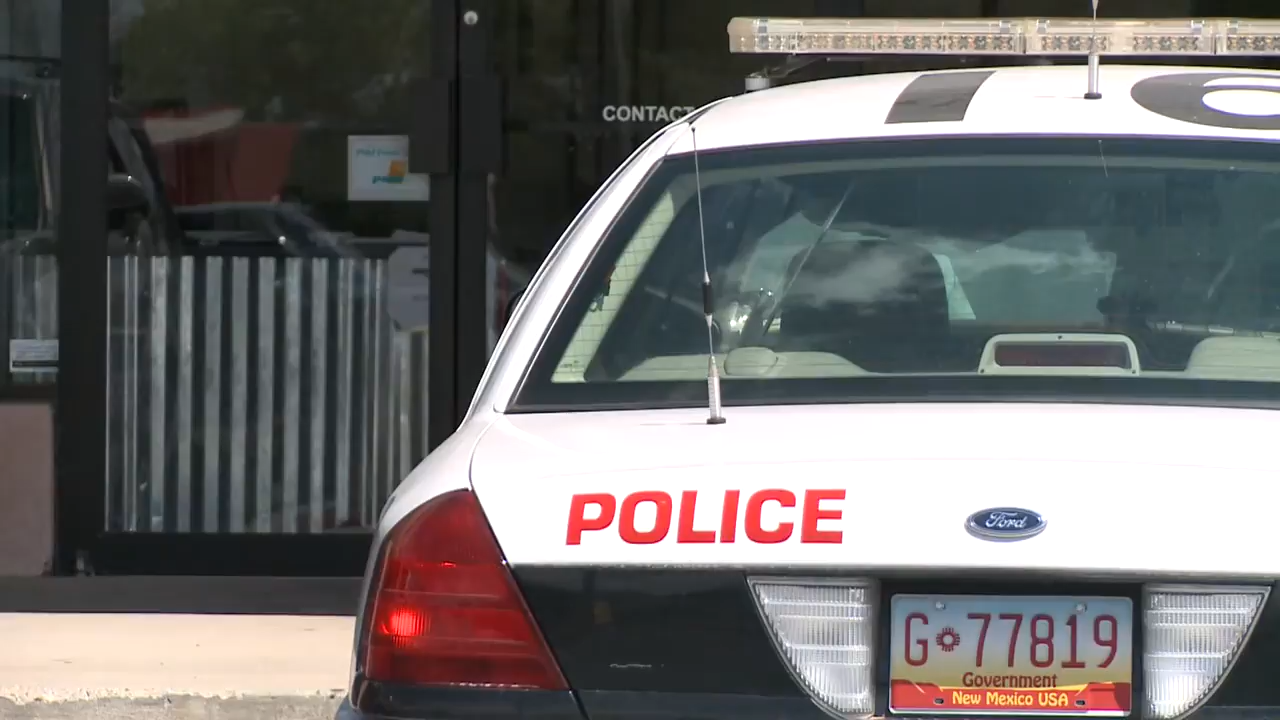 CONTACT
POLICE
Ford
G 77819
Government
New Mexico USA